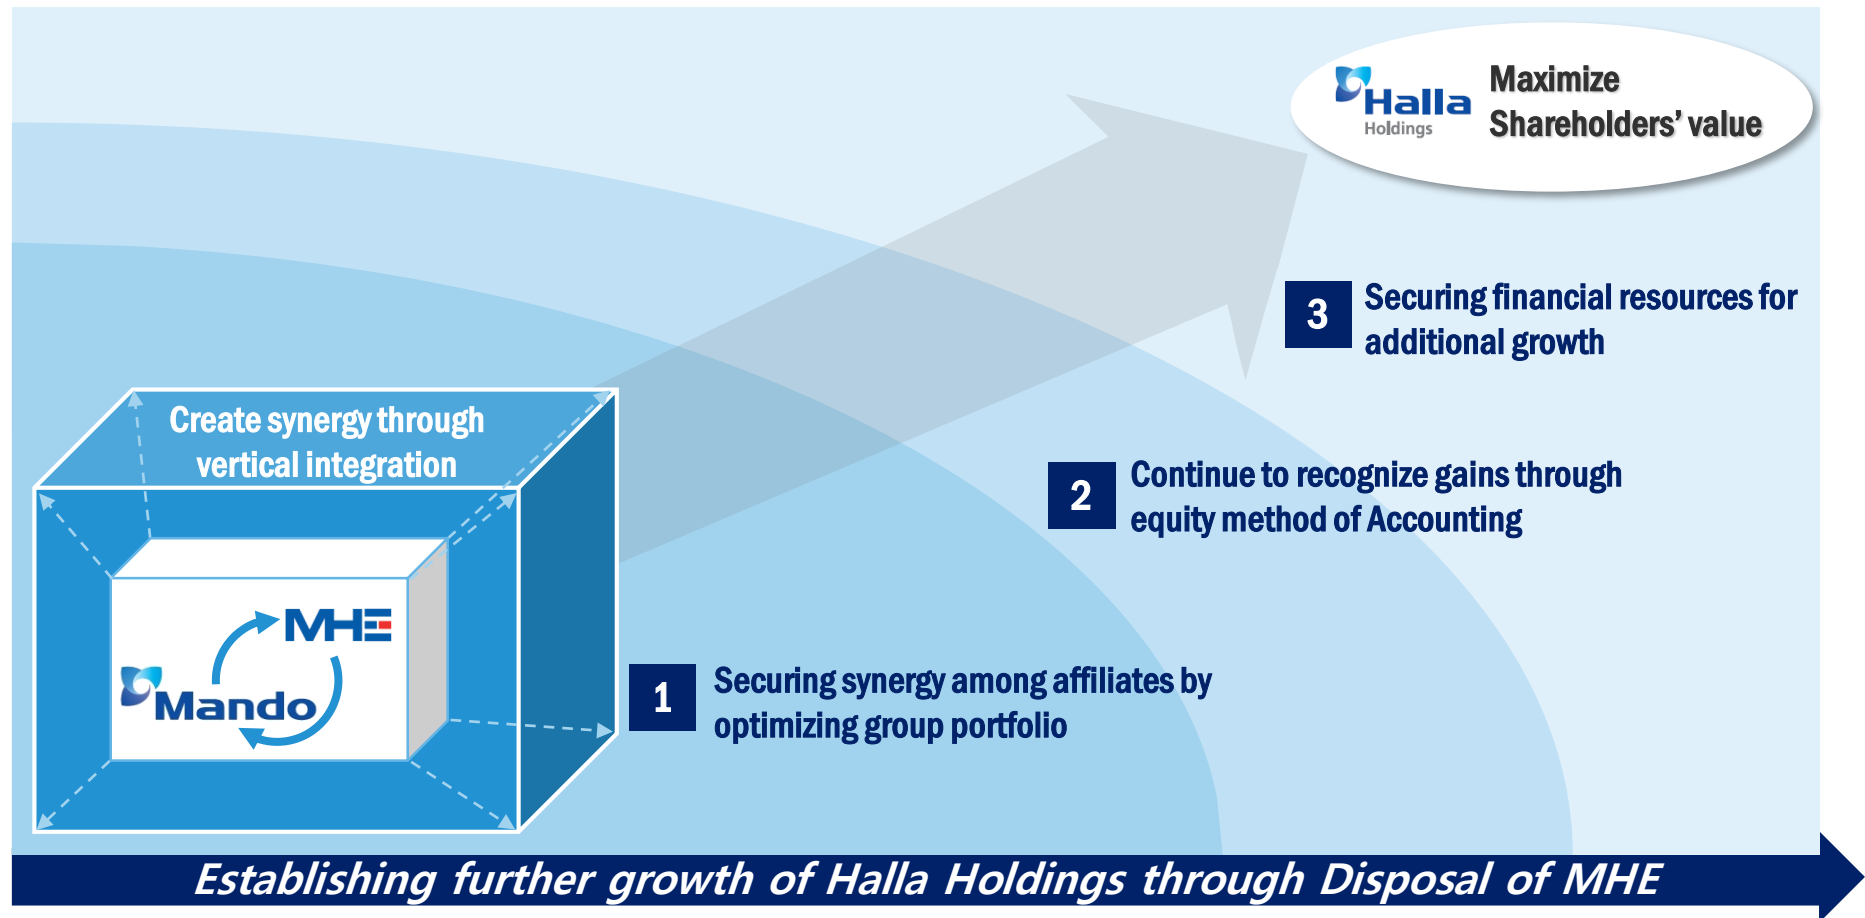 Halla
Holdings
Maximize
Shareholders' value
3
Securing financial resources for
additional growth
2
Continue to recognize gains through
equity method of Accounting
Create synergy through
vertical integration
MHE
Mando
1
Securing synergy among affiliates by
optimizing group portfolio
Establishing further growth of Halla Holdings through Disposal of MHE